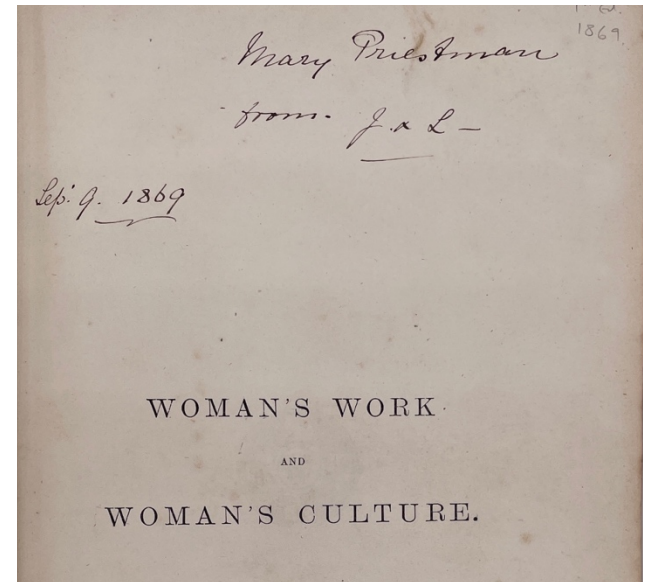 1869
Mary Priestman
from. J. & L —
Sep: 9. 1869
WOMAN'S WORK
AND
WOMAN'S CULTURE.